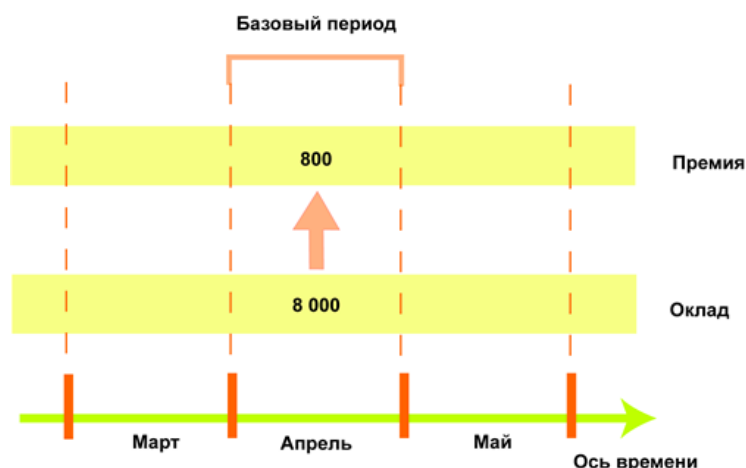 Базовый период
800
Премия
8 000
Оклад
Март
Апрель
Май
Ось времени